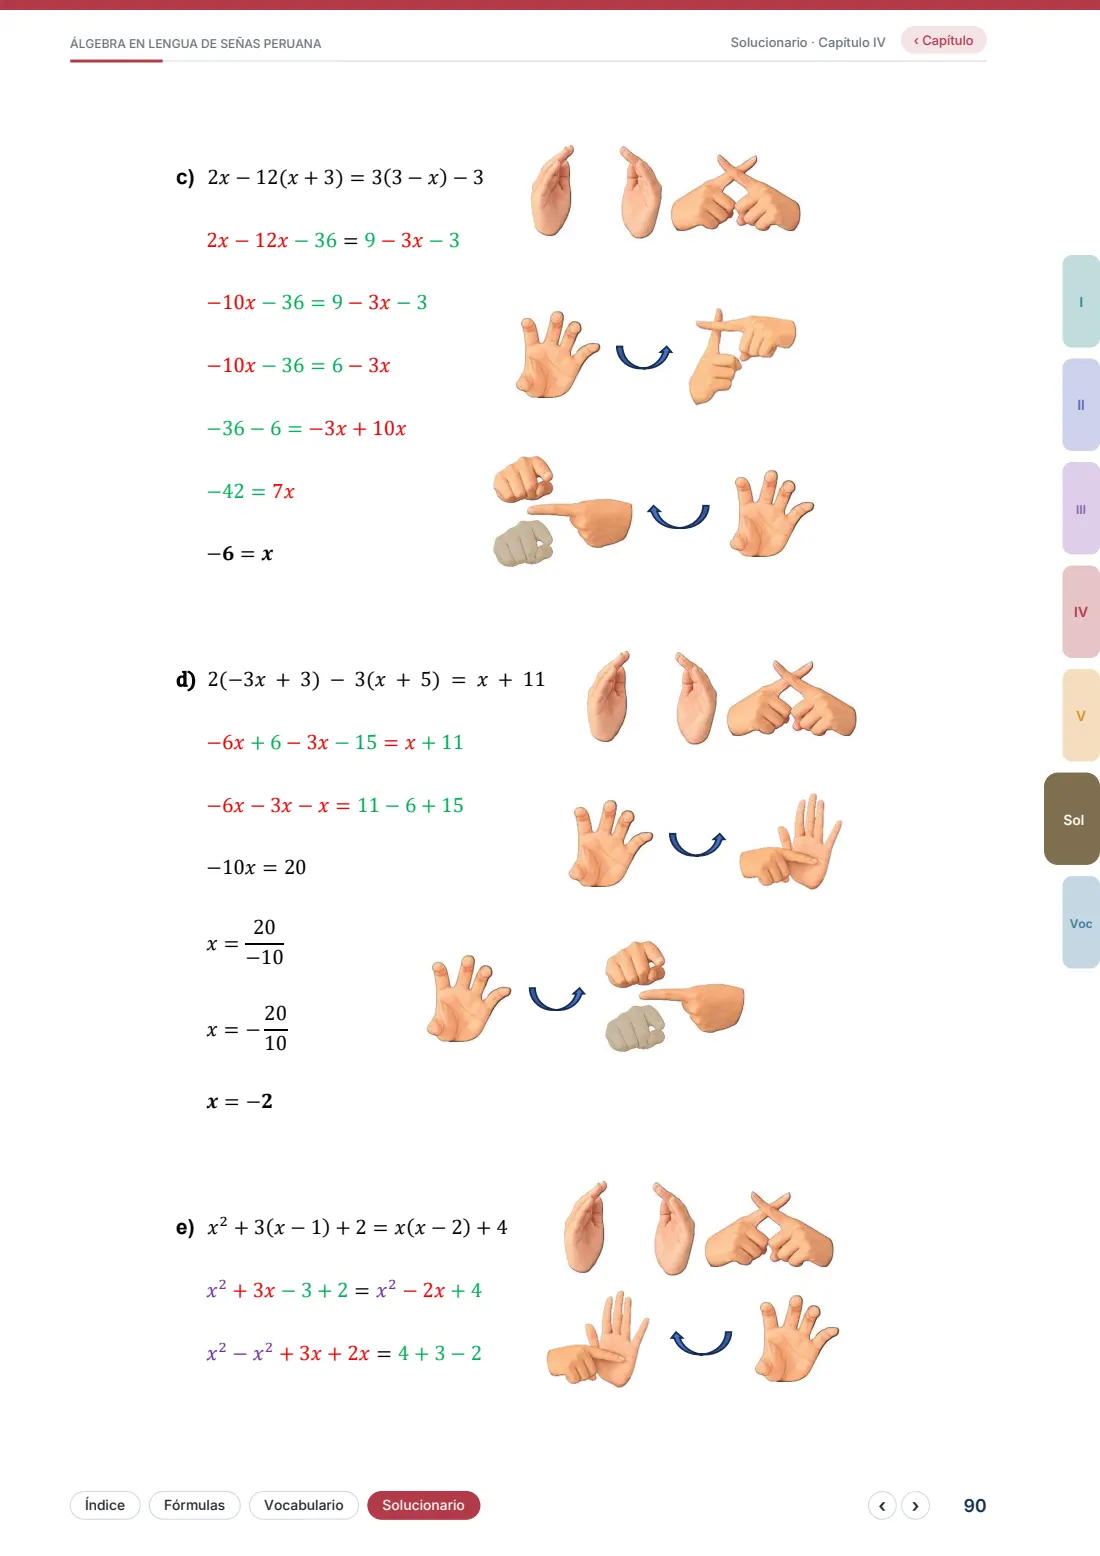 ÁLGEBRA EN LENGUA DE SEÑAS PERUANA
Solucionario · Capítulo IV
‹ Capítulo
c) 2x − 12(x + 3) = 3(3 − x) − 3
2x − 12x − 36 = 9 − 3x − 3
−10x − 36 = 9 − 3x − 3
−10x − 36 = 6 − 3x
−36 − 6 = −3x + 10x
−42 = 7x
−6 = x
d) 2(−3x + 3) − 3(x + 5) = x + 11
−6x + 6 − 3x − 15 = x + 11
−6x − 3x − x = 11 − 6 + 15
−10x = 20
x = 20/−10
x = −20/10
x = −2
e) x² + 3(x − 1) + 2 = x(x − 2) + 4
x² + 3x − 3 + 2 = x² − 2x + 4
x² − x² + 3x + 2x = 4 + 3 − 2
I
II
III
IV
V
Sol
Voc
Índice
Fórmulas
Vocabulario
Solucionario
‹ ›
90